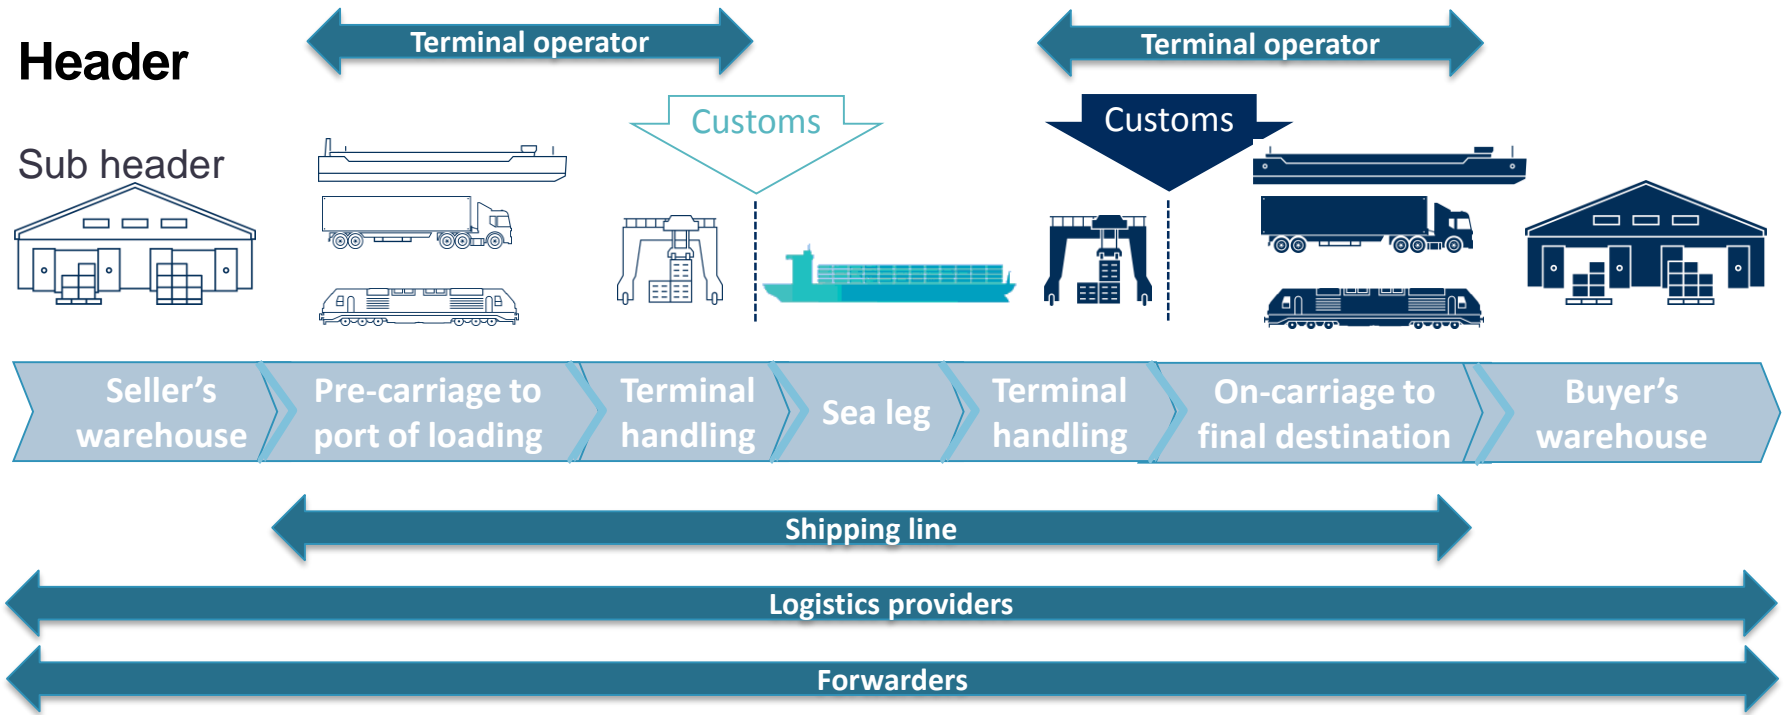 Header
Sub header
Terminal operator
Terminal operator
Customs
Customs
Seller’s
warehouse
Pre-carriage to
port of loading
Terminal
handling
Sea leg
Terminal
handling
On-carriage to
final destination
Buyer’s
warehouse
Shipping line
Logistics providers
Forwarders